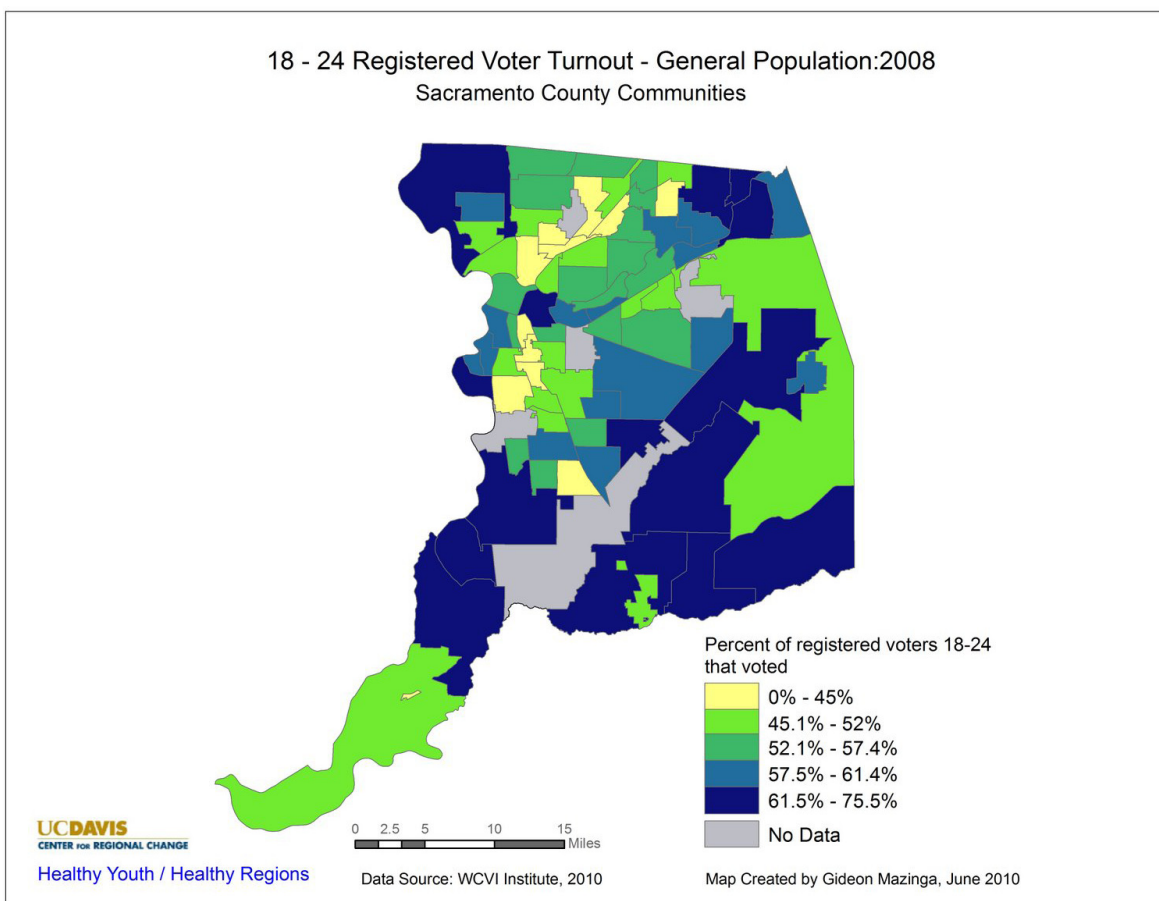 18 - 24 Registered Voter Turnout - General Population:2008
Sacramento County Communities
Percent of registered voters 18-24
that voted
0% - 45%
45.1% - 52%
52.1% - 57.4%
57.5% - 61.4%
61.5% - 75.5%
No Data
UCDAVIS
CENTER FOR REGIONAL CHANGE
Healthy Youth / Healthy Regions
0 2.5 5 10 15
Miles
Data Source: WCVI Institute, 2010
Map Created by Gideon Mazinga, June 2010